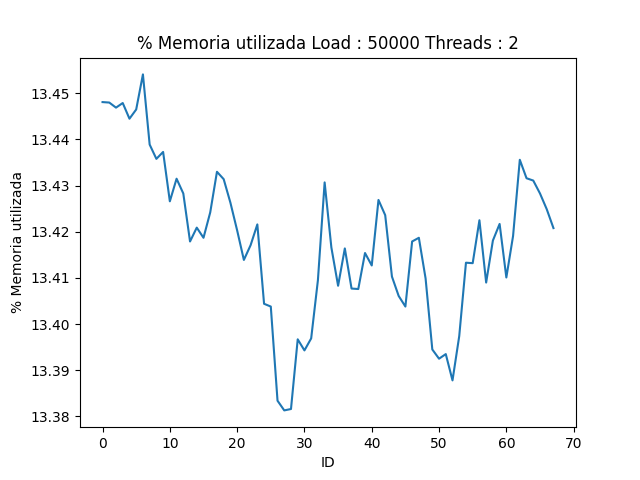 % Memoria utilizada Load : 50000 Threads : 2
% Memoria utilizada
13.45
13.44
13.43
13.42
13.41
13.40
13.39
13.38
0 10 20 30 40 50 60 70
ID